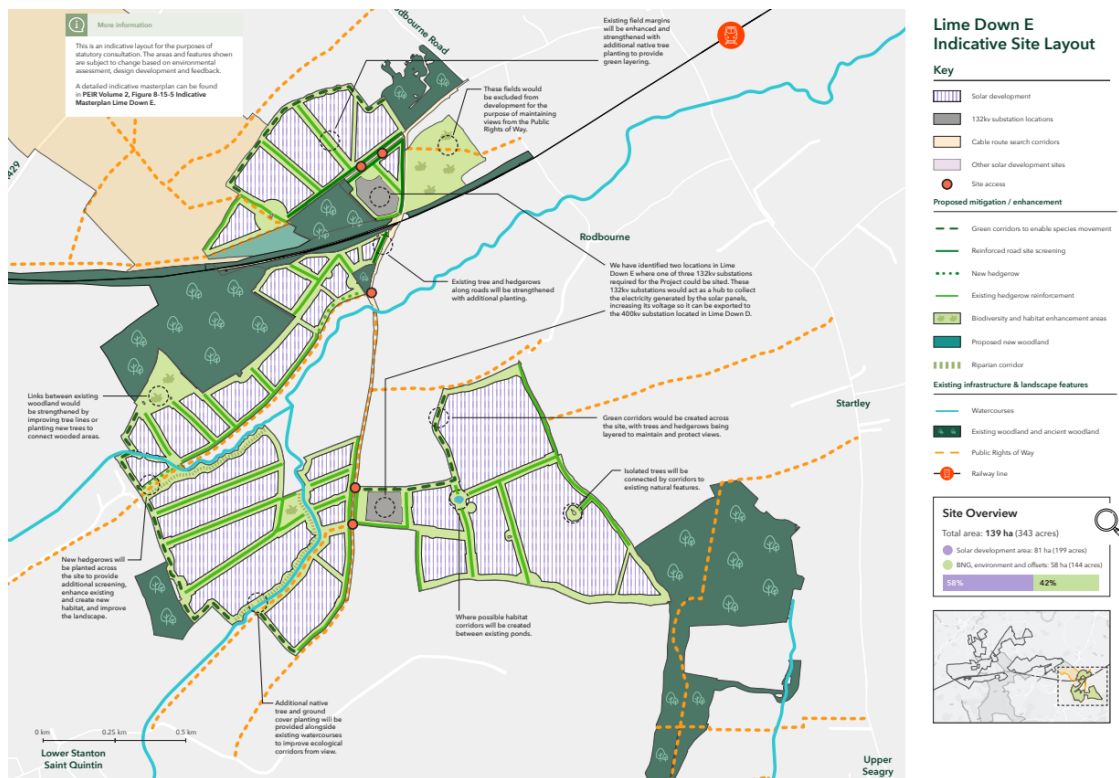 More information
This is an indicative layout for the purposes of
statutory consultation. The areas and features shown
are subject to change based on environmental
assessment, design development and feedback.
A detailed indicative masterplan can be found
in PEIR Volume 2, Figure 8-15-5 Indicative
Masterplan Lime Down E.
Rodbourne Road
429
Existing field margins
will be enhanced and
strengthened with
additional native tree
planting to provide
green layering.
These fields would
be excluded from
development for the
purpose of maintaining
views from the Public
Rights of Way.
Rodbourne
We have identified two locations in Lime
Down E where one of three 132kv substations
required for the Project could be sited. These
132kv substations would act as a hub to collect
the electricity generated by the solar panels,
increasing its voltage so it can be exported to
the 400kv substation located in Lime Down D.
Existing tree and hedgerows
along roads will be strengthened
with additional planting.
Links between existing
woodland would
be strengthened by
improving tree lines or
planting new trees to
connect wooded areas.
Startley
Green corridors would be created across
the site, with trees and hedgerows being
layered to maintain and protect views.
Isolated trees will be
connected by corridors to
existing natural features.
New hedgerows will
be planted across
the site to provide
additional screening,
enhance existing
and create new
habitat, and improve
the landscape.
Where possible habitat
corridors will be created
between existing ponds.
Additional native
tree and ground
cover planting will be
provided alongside
existing watercourses
to improve ecological
corridors from view.
0 km 0.25 km 0.5 km
Lower Stanton
Saint Quintin
Upper
Seagry
Lime Down E
Indicative Site Layout
Key
Solar development
132kv substation locations
Cable route search corridors
Other solar development sites
Site access
Proposed mitigation / enhancement
Green corridors to enable species movement
Reinforced road site screening
New hedgerow
Existing hedgerow reinforcement
Biodiversity and habitat enhancement areas
Proposed new woodland
Riparian corridor
Existing infrastructure & landscape features
Watercourses
Existing woodland and ancient woodland
Public Rights of Way
Railway line
Site Overview
Total area: 139 ha (343 acres)
Solar development area: 81 ha (199 acres)
BNG, environment and offsets: 58 ha (144 acres)
58% 42%